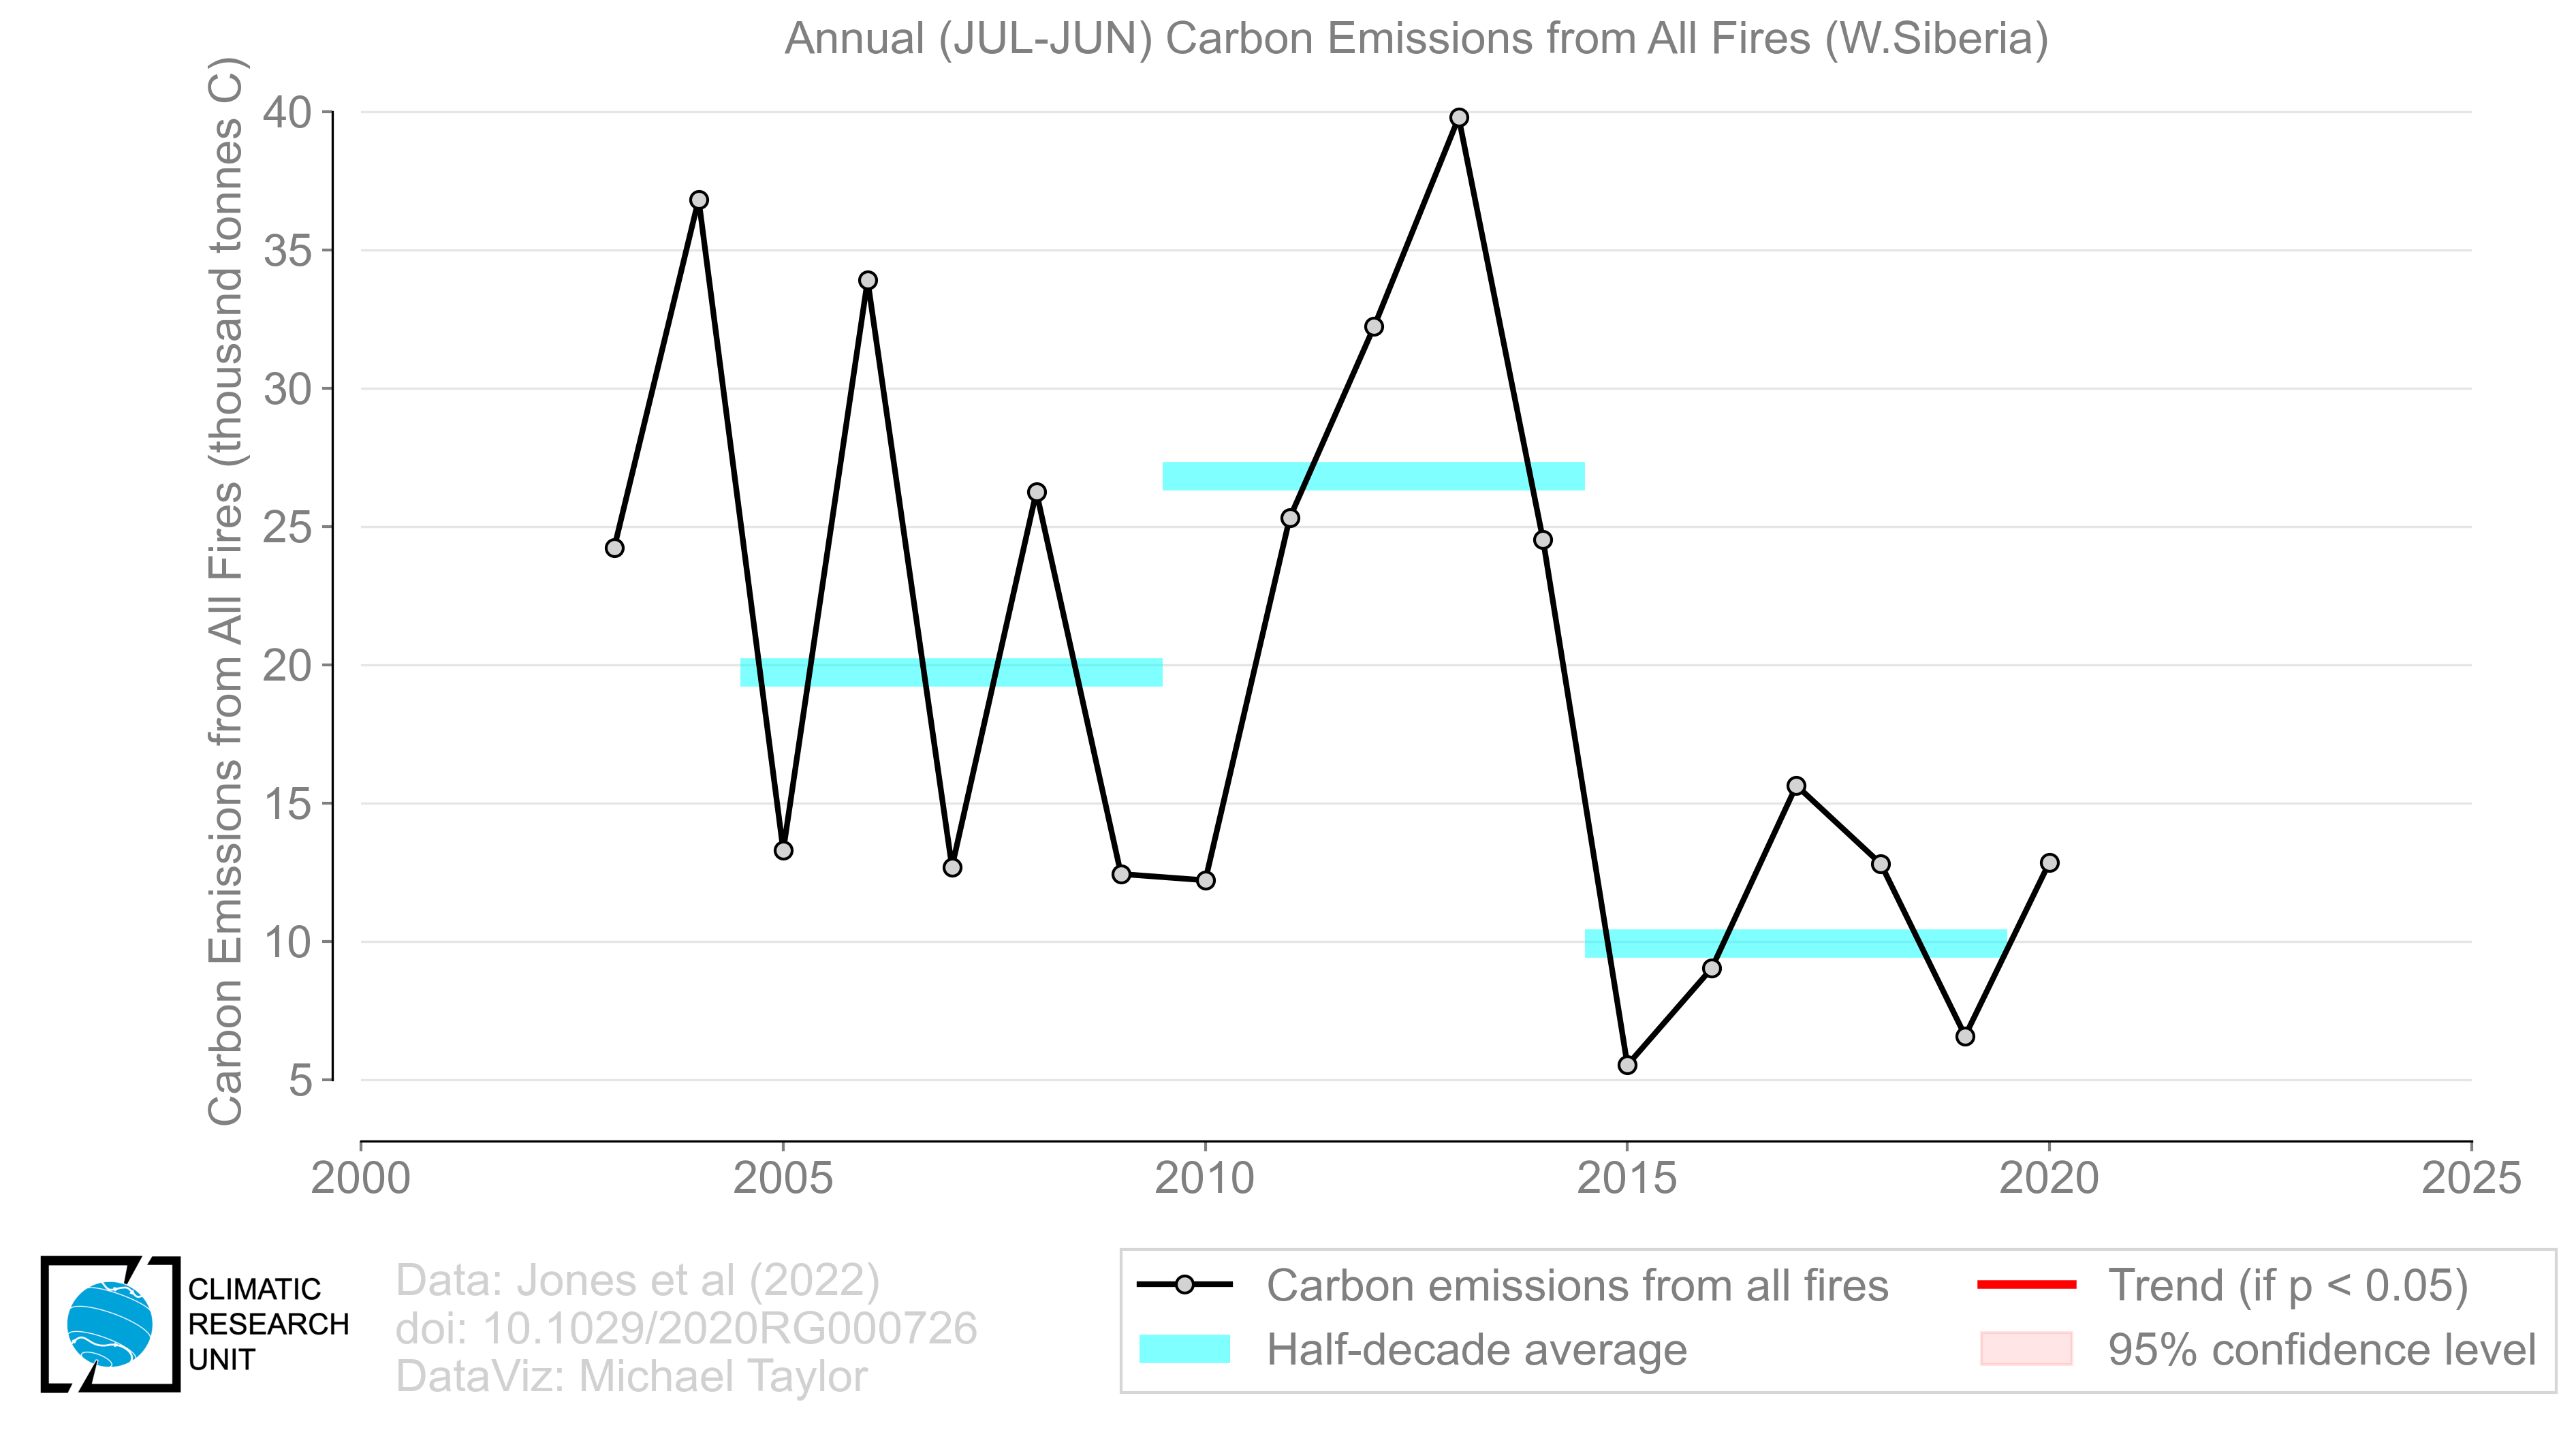 Annual (JUL-JUN) Carbon Emissions from All Fires (W.Siberia)
Carbon Emissions from All Fires (thousand tonnes C)
40
35
30
25
20
15
10
5
2000
2005
2010
2015
2020
2025
CLIMATIC
RESEARCH
UNIT
Data: Jones et al (2022)
doi: 10.1029/2020RG000726
DataViz: Michael Taylor
Carbon emissions from all fires
Half-decade average
Trend (if p < 0.05)
95% confidence level